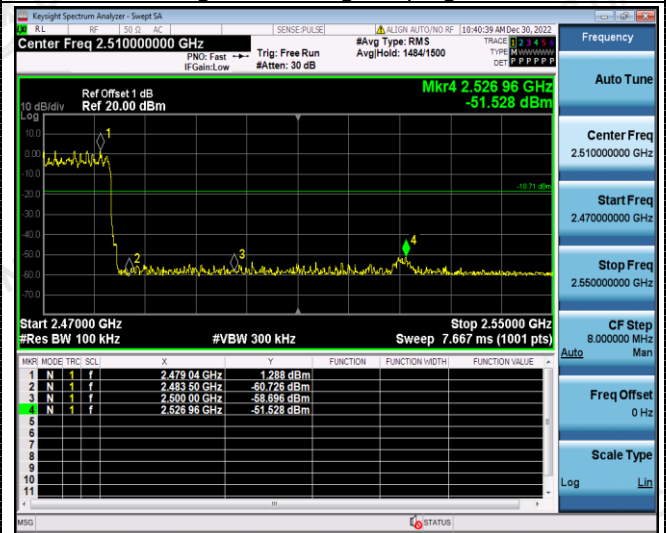 Keysight Spectrum Analyzer - Swept SA
RL RF 50 Ω AC SENSE:PULSE ALIGN AUTO/NO RF 10:40:39 AM Dec 30, 2022
Center Freq 2.510000000 GHz
PNO: Fast
IFGain:Low
Trig: Free Run
#Atten: 30 dB
#Avg Type: RMS
Avg|Hold: 1484/1500
TRACE 1 2 3 4 5 6
TYPE M W W W W W
DET P P P P P P
Ref Offset 1 dB
10 dB/div Ref 20.00 dBm
Log
Mkr4 2.526 96 GHz
-51.528 dBm
10.0
0.00
-10.0
-20.0
-30.0
-40.0
-50.0
-60.0
-70.0
1
2
3
4
-18.71 dBm
Start 2.47000 GHz Stop 2.55000 GHz
#Res BW 100 kHz #VBW 300 kHz Sweep 7.667 ms (1001 pts)
MKR MODE TRC SCL X Y FUNCTION FUNCTION WIDTH FUNCTION VALUE
1 N 1 f 2.479 04 GHz 1.288 dBm
2 N 1 f 2.483 50 GHz -60.726 dBm
3 N 1 f 2.500 00 GHz -58.696 dBm
4 N 1 f 2.526 96 GHz -51.528 dBm
5
6
7
8
9
10
11
MSG STATUS
Frequency
Auto Tune
Center Freq
2.510000000 GHz
Start Freq
2.470000000 GHz
Stop Freq
2.550000000 GHz
CF Step
8.000000 MHz
Auto Man
Freq Offset
0 Hz
Scale Type
Log Lin